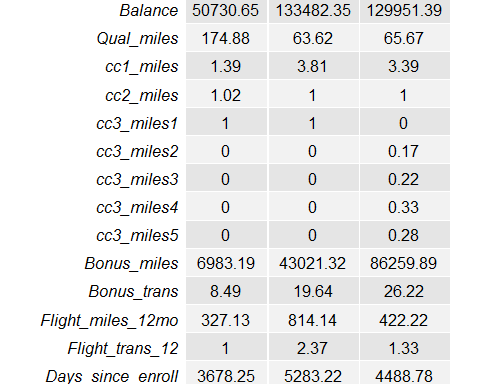 Balance 50730.65 133482.35 129951.39
Qual_miles 174.88 63.62 65.67
cc1_miles 1.39 3.81 3.39
cc2_miles 1.02 1 1
cc3_miles1 1 1 0
cc3_miles2 0 0 0.17
cc3_miles3 0 0 0.22
cc3_miles4 0 0 0.33
cc3_miles5 0 0 0.28
Bonus_miles 6983.19 43021.32 86259.89
Bonus_trans 8.49 19.64 26.22
Flight_miles_12mo 327.13 814.14 422.22
Flight_trans_12 1 2.37 1.33
Days_since_enroll 3678.25 5283.22 4488.78